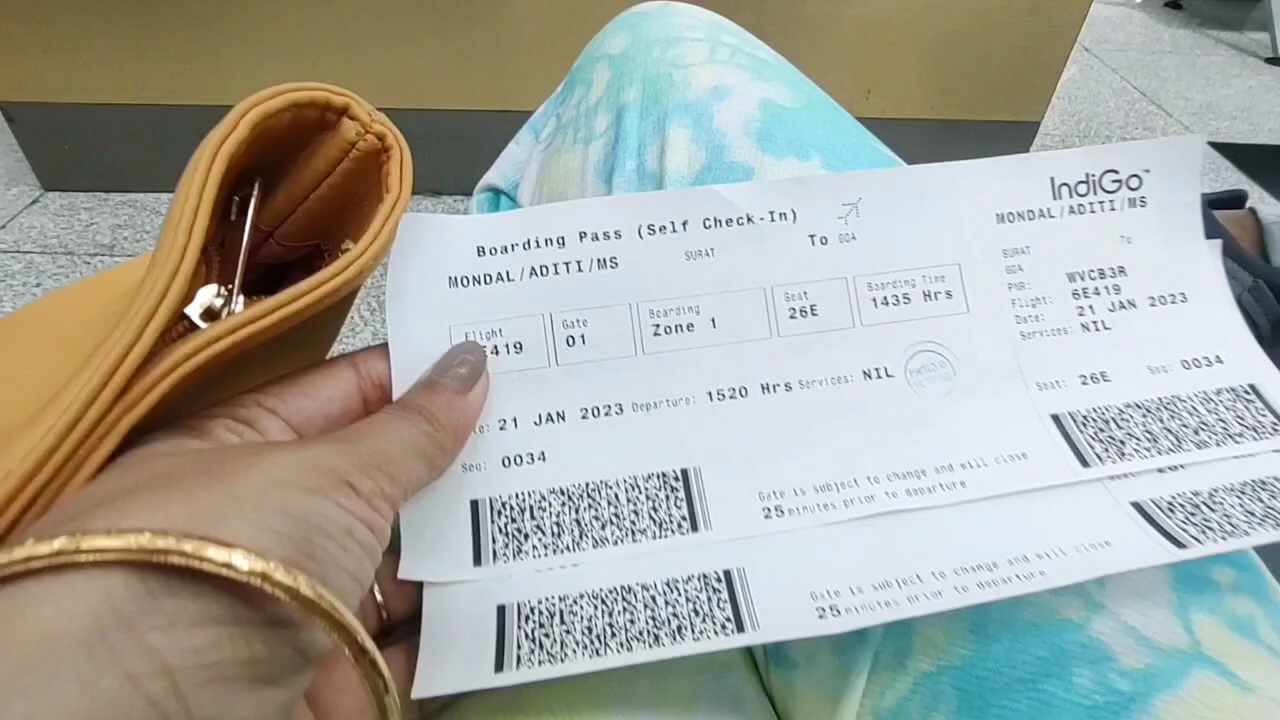 IndiGo™
Boarding Pass (Self Check-In)
MONDAL/ADITI/MS
SURAT
To
GOA
Flight
419
Gate
01
Boarding
Zone 1
Seat
26E
Boarding Time
1435 Hrs
21 JAN 2023 Departure: 1520 Hrs Services: NIL
Seq: 0034
Gate is subject to change and will close
25 minutes prior to departure
MONDAL/ADITI/MS
SURAT To
GOA
PNR: WVCB3R
Flight: 6E419
Date: 21 JAN 2023
Services: NIL
Seat: 26E Seq: 0034
Gate is subject to change and will close
25 minutes prior to departure